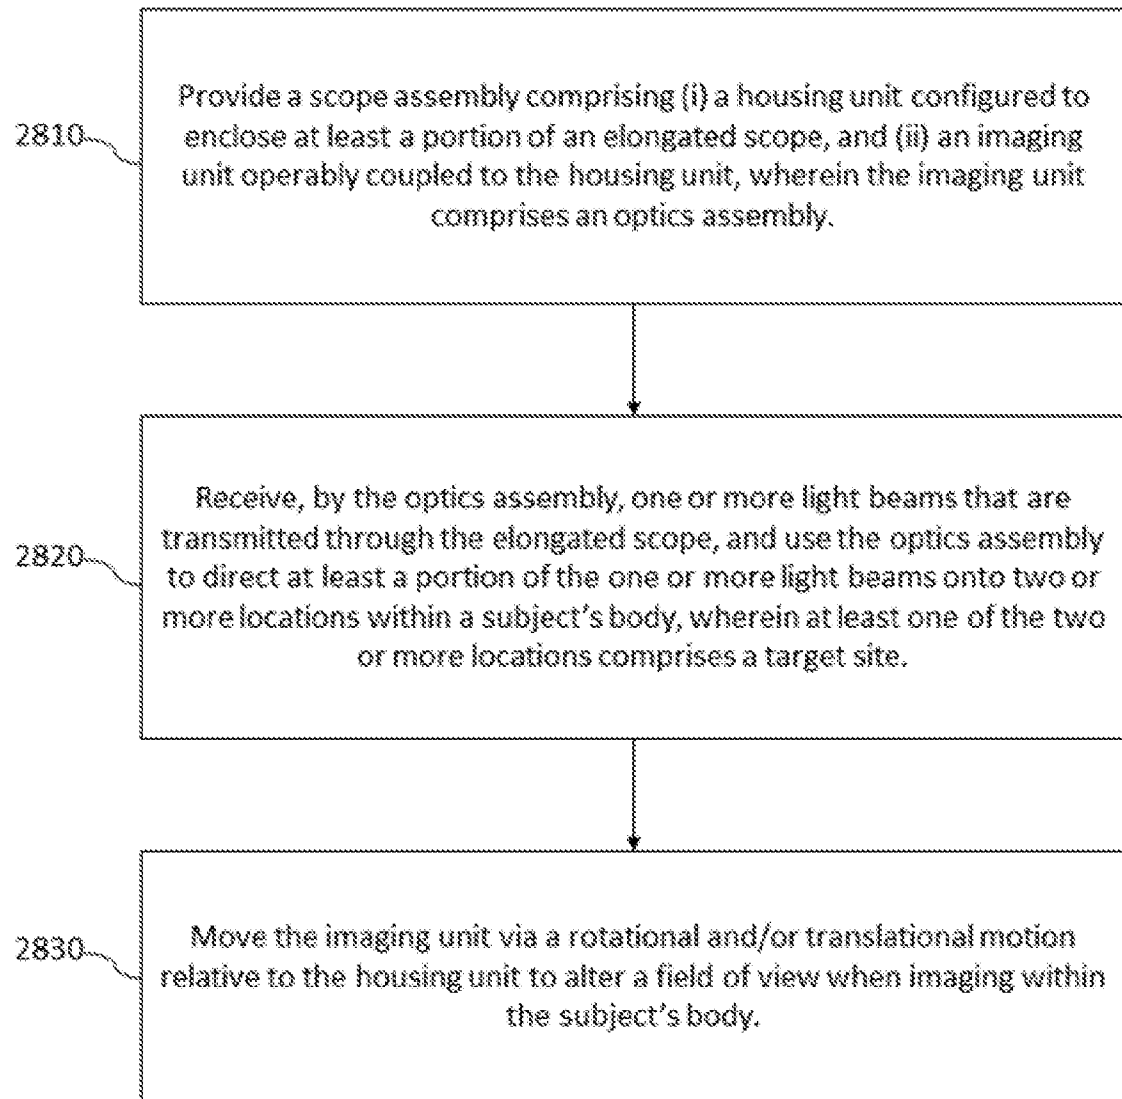 Provide a scope assembly comprising (i) a housing unit configured to
2810
enclose at least a portion of an elongated scope, and (ii) an imaging
unit operably coupled to the housing unit, wherein the imaging unit
comprises an optics assembly.
Receive, by the optics assembly, one or more light beams that are
transmitted through the elongated scope, and use the optics assembly
2820
to direct at least a portion of the one or more light beams onto two or
more locations within a subject's body, wherein at least one of the two
or more locations comprises a target site.
2830
Move the imaging unit via a rotational and/or translational motion
relative to the housing unit to alter a field of view when imaging within
the subject's body.